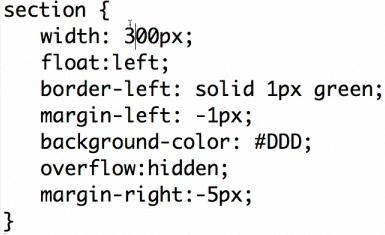 section {
width: 300px;
float:left;
border-left: solid 1px green;
margin-left: -1px;
background-color: #DDD;
overflow:hidden;
margin-right:-5px;
}